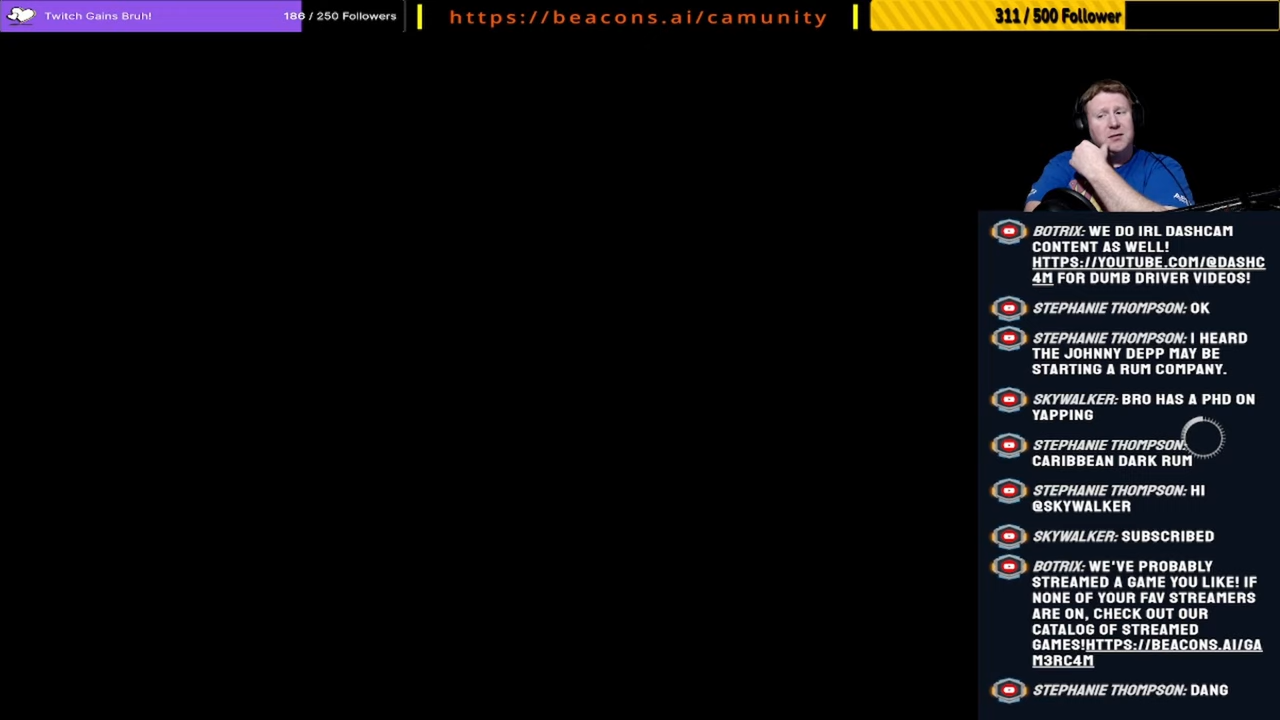 Twitch Gains Bruh!
186 / 250 Followers
https://beacons.ai/camunity
311 / 500 Follower
BOTRIX: WE DO IRL DASHCAM
CONTENT AS WELL!
HTTPS://YOUTUBE.COM/@DASHC
4M FOR DUMB DRIVER VIDEOS!
STEPHANIE THOMPSON: OK
STEPHANIE THOMPSON: I HEARD
THE JOHNNY DEPP MAY BE
STARTING A RUM COMPANY.
SKYWALKER: BRO HAS A PHD ON
YAPPING
STEPHANIE THOMPSON:
CARIBBEAN DARK RUM
STEPHANIE THOMPSON: HI
@SKYWALKER
SKYWALKER: SUBSCRIBED
BOTRIX: WE'VE PROBABLY
STREAMED A GAME YOU LIKE! IF
NONE OF YOUR FAV STREAMERS
ARE ON, CHECK OUT OUR
CATALOG OF STREAMED
GAMES!HTTPS://BEACONS.AI/GA
M3RC4M
STEPHANIE THOMPSON: DANG